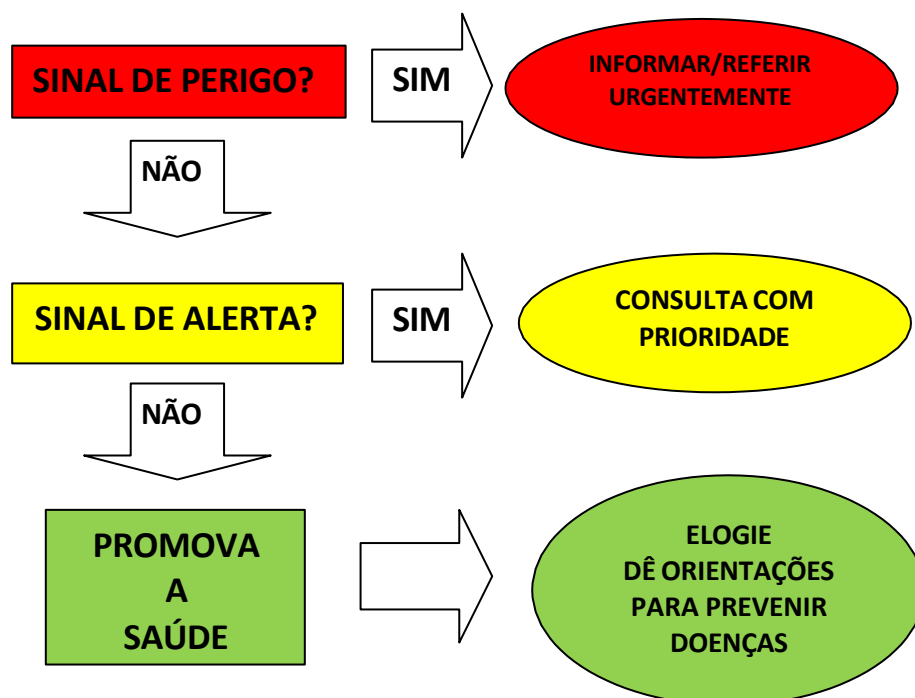 SINAL DE PERIGO?
SIM
INFORMAR/REFERIR
URGENTEMENTE
NÃO
SINAL DE ALERTA?
SIM
CONSULTA COM
PRIORIDADE
NÃO
PROMOVA
A
SAÚDE
ELOGIE
DÊ ORIENTAÇÕES
PARA PREVENIR
DOENÇAS